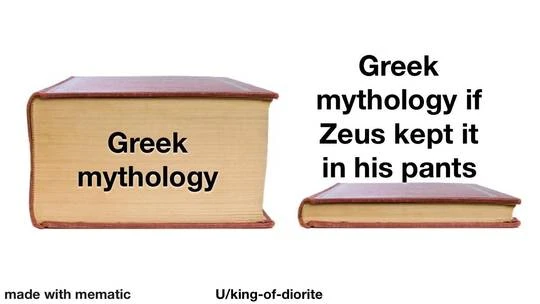 Greek
mythology
Greek
mythology if
Zeus kept it
in his pants
made with mematic
U/king-of-diorite